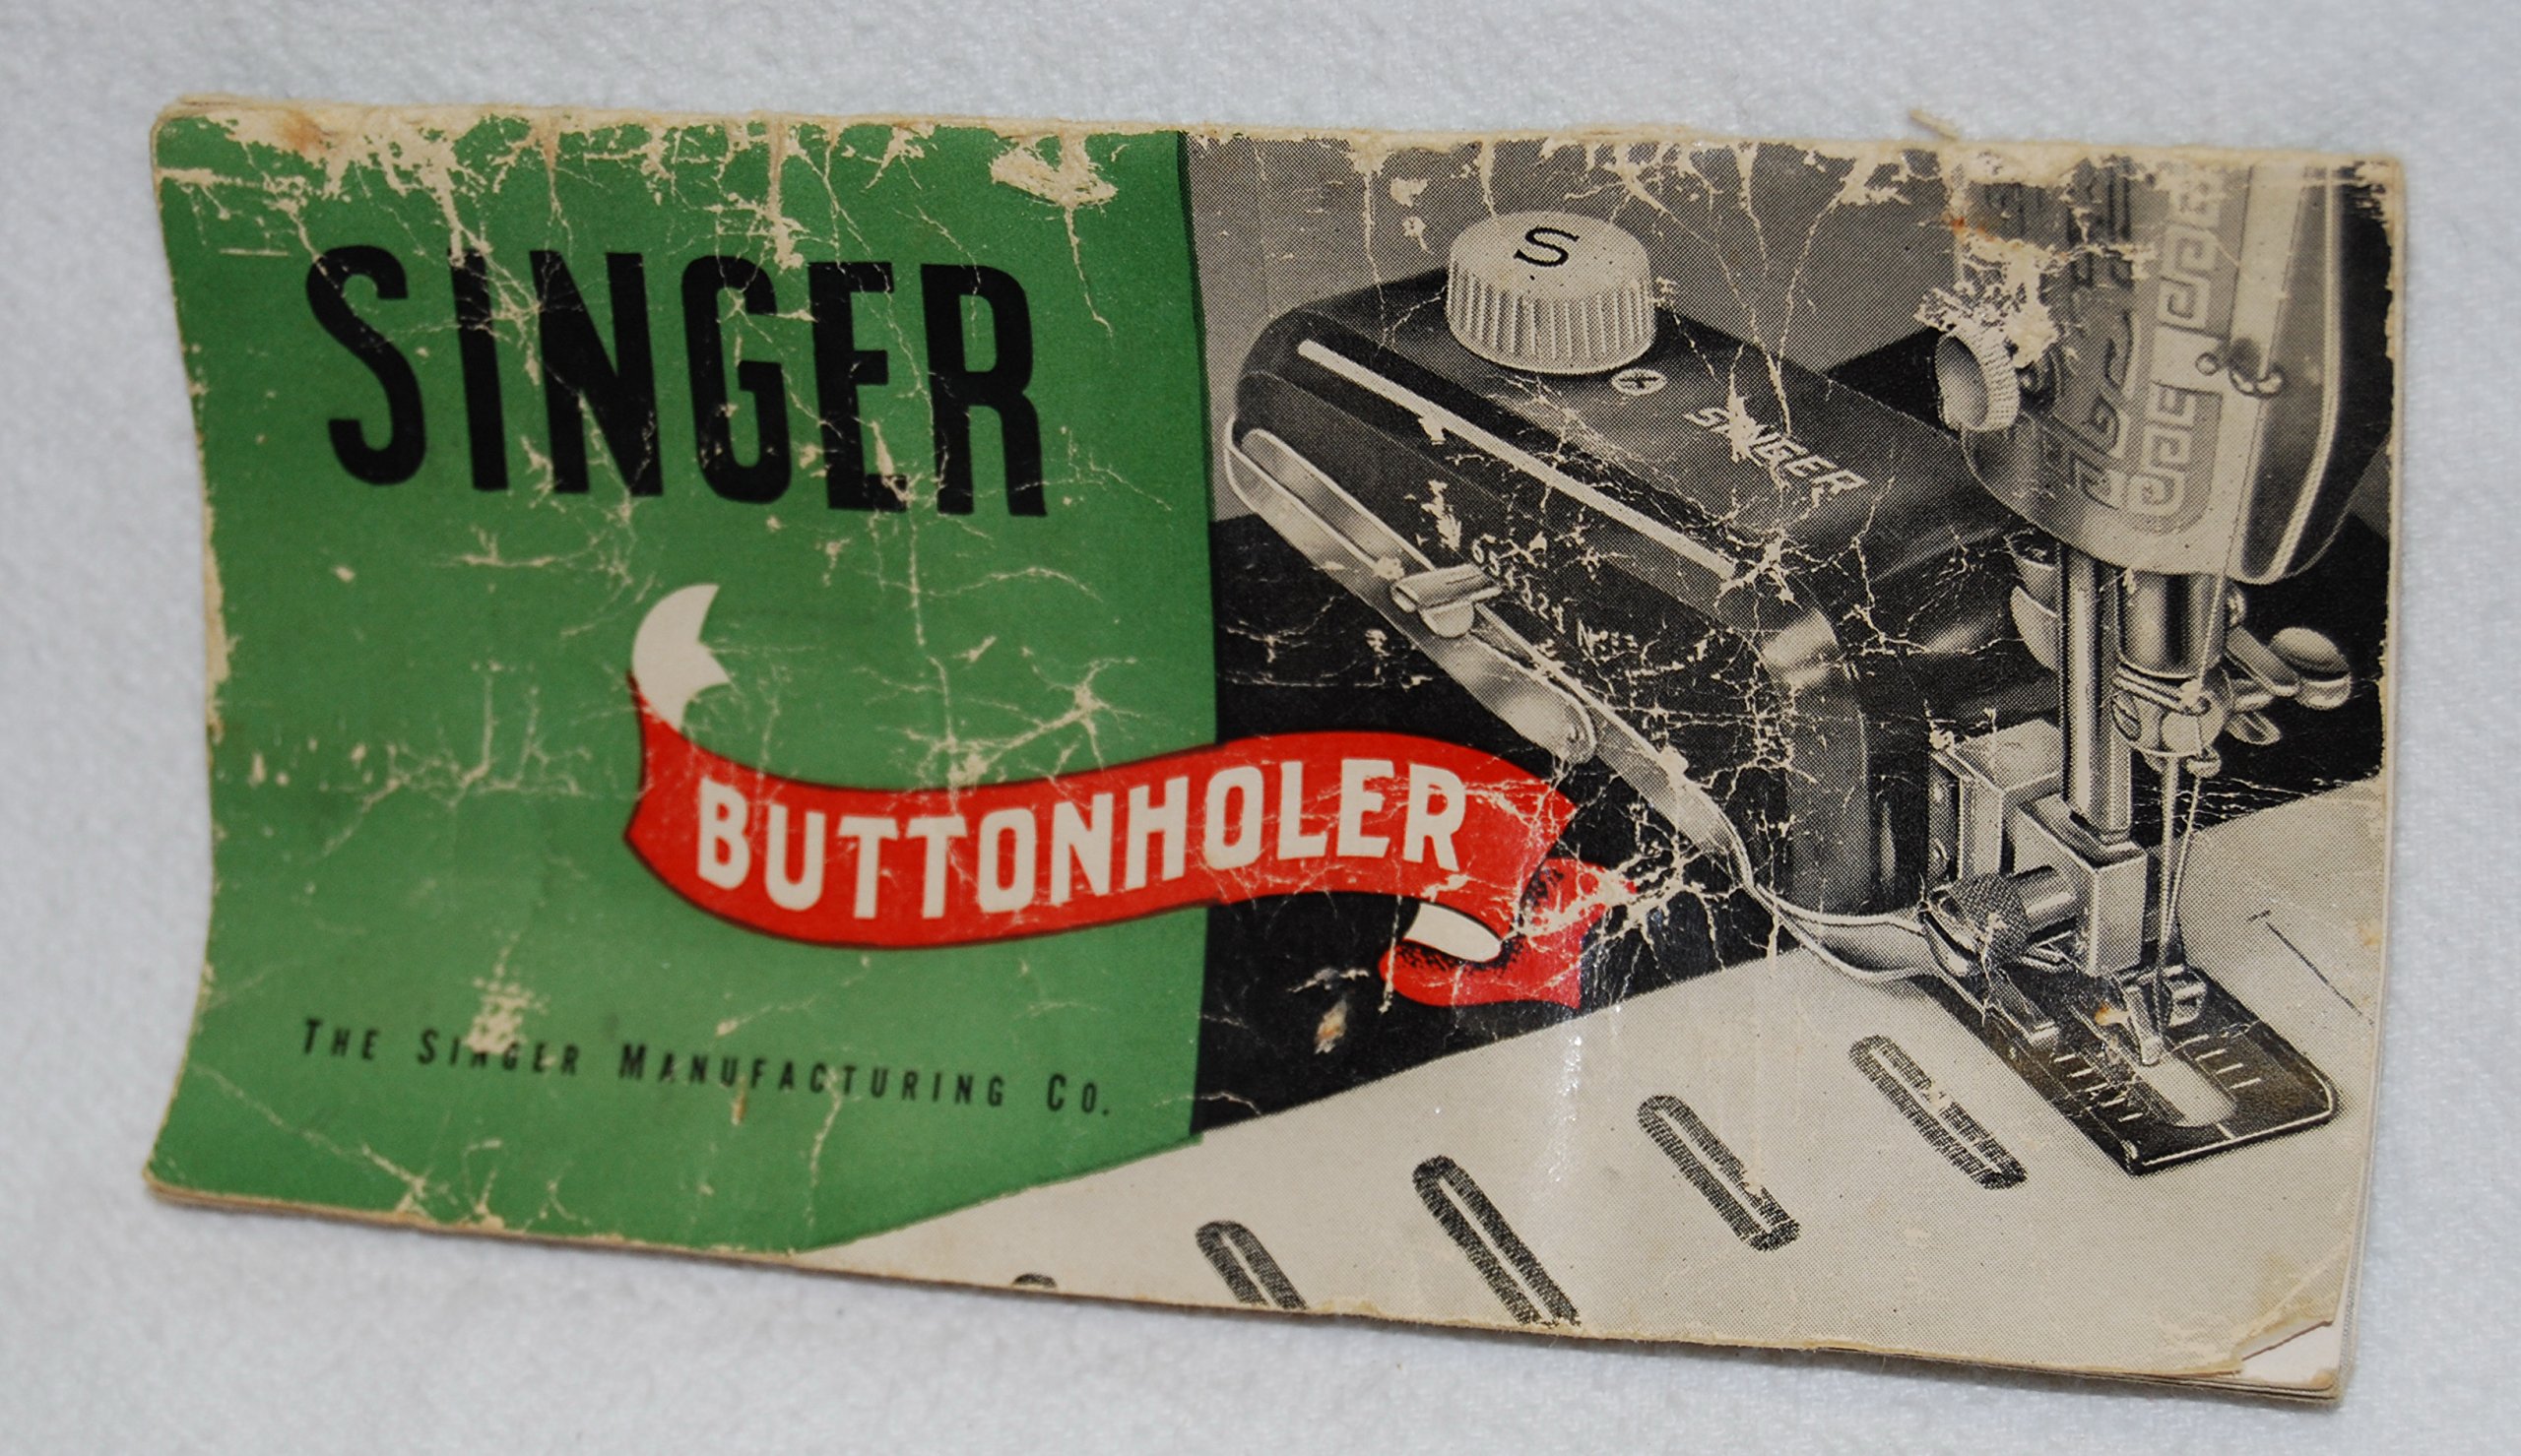 SINGER
BUTTONHOLER
THE SINGER MANUFACTURING CO.
S
SINGER